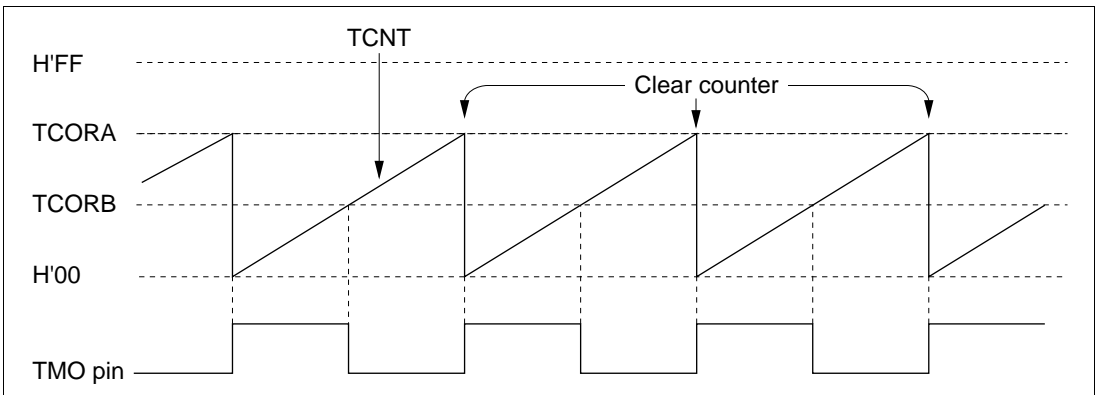 TCNT
H'FF
Clear counter
TCORA
TCORB
H'00
TMO pin